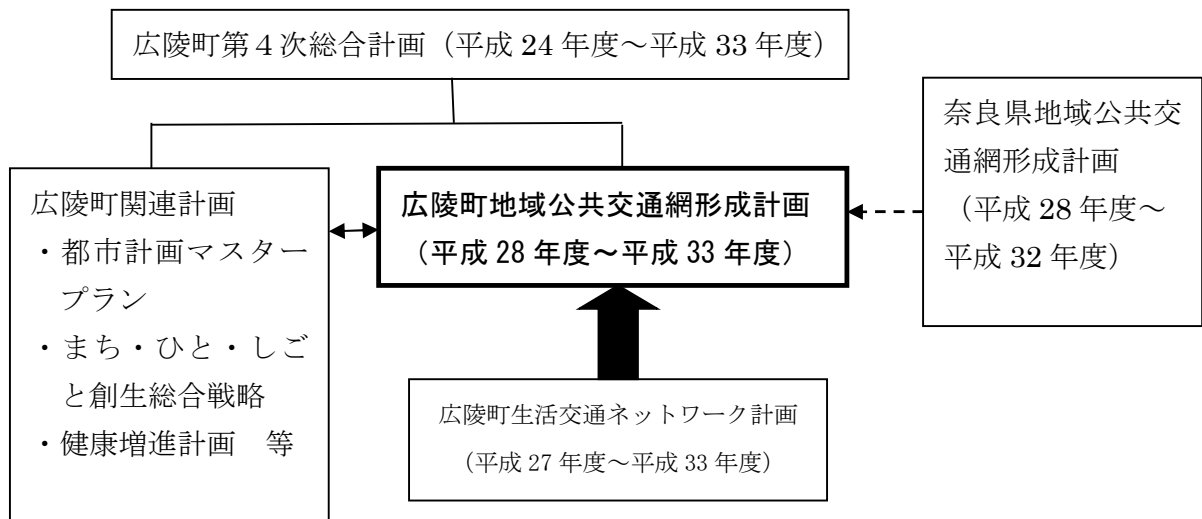 広陵町第４次総合計画（平成 24 年度～平成 33 年度）
奈良県地域公共交
通網形成計画
（平成 28 年度～
平成 32 年度）
広陵町関連計画
・都市計画マスター
プラン
・まち・ひと・しご
と創生総合戦略
・健康増進計画　等
広陵町地域公共交通網形成計画
（平成 28 年度～平成 33 年度）
広陵町生活交通ネットワーク計画
（平成 27 年度～平成 33 年度）